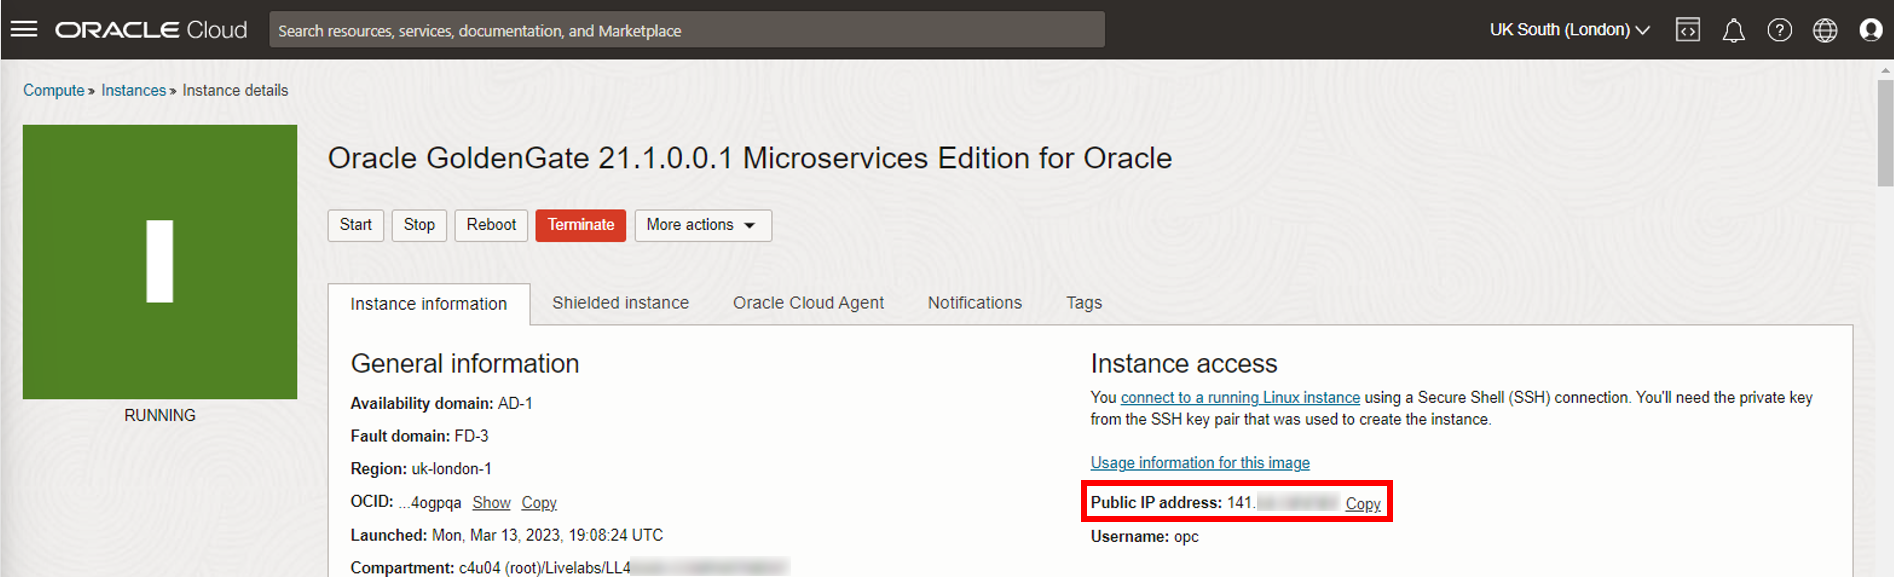 ORACLE Cloud
Search resources, services, documentation, and Marketplace
UK South (London)
Compute » Instances » Instance details
Oracle GoldenGate 21.1.0.0.1 Microservices Edition for Oracle
Start Stop Reboot Terminate More actions
RUNNING
Instance information Shielded instance Oracle Cloud Agent Notifications Tags
General information
Availability domain: AD-1
Fault domain: FD-3
Region: uk-london-1
OCID: ...4ogpqa Show Copy
Launched: Mon, Mar 13, 2023, 19:08:24 UTC
Compartment: c4u04 (root)/Livelabs/LL4
Instance access
You connect to a running Linux instance using a Secure Shell (SSH) connection. You'll need the private key
from the SSH key pair that was used to create the instance.
Usage information for this image
Public IP address: 141. Copy
Username: opc